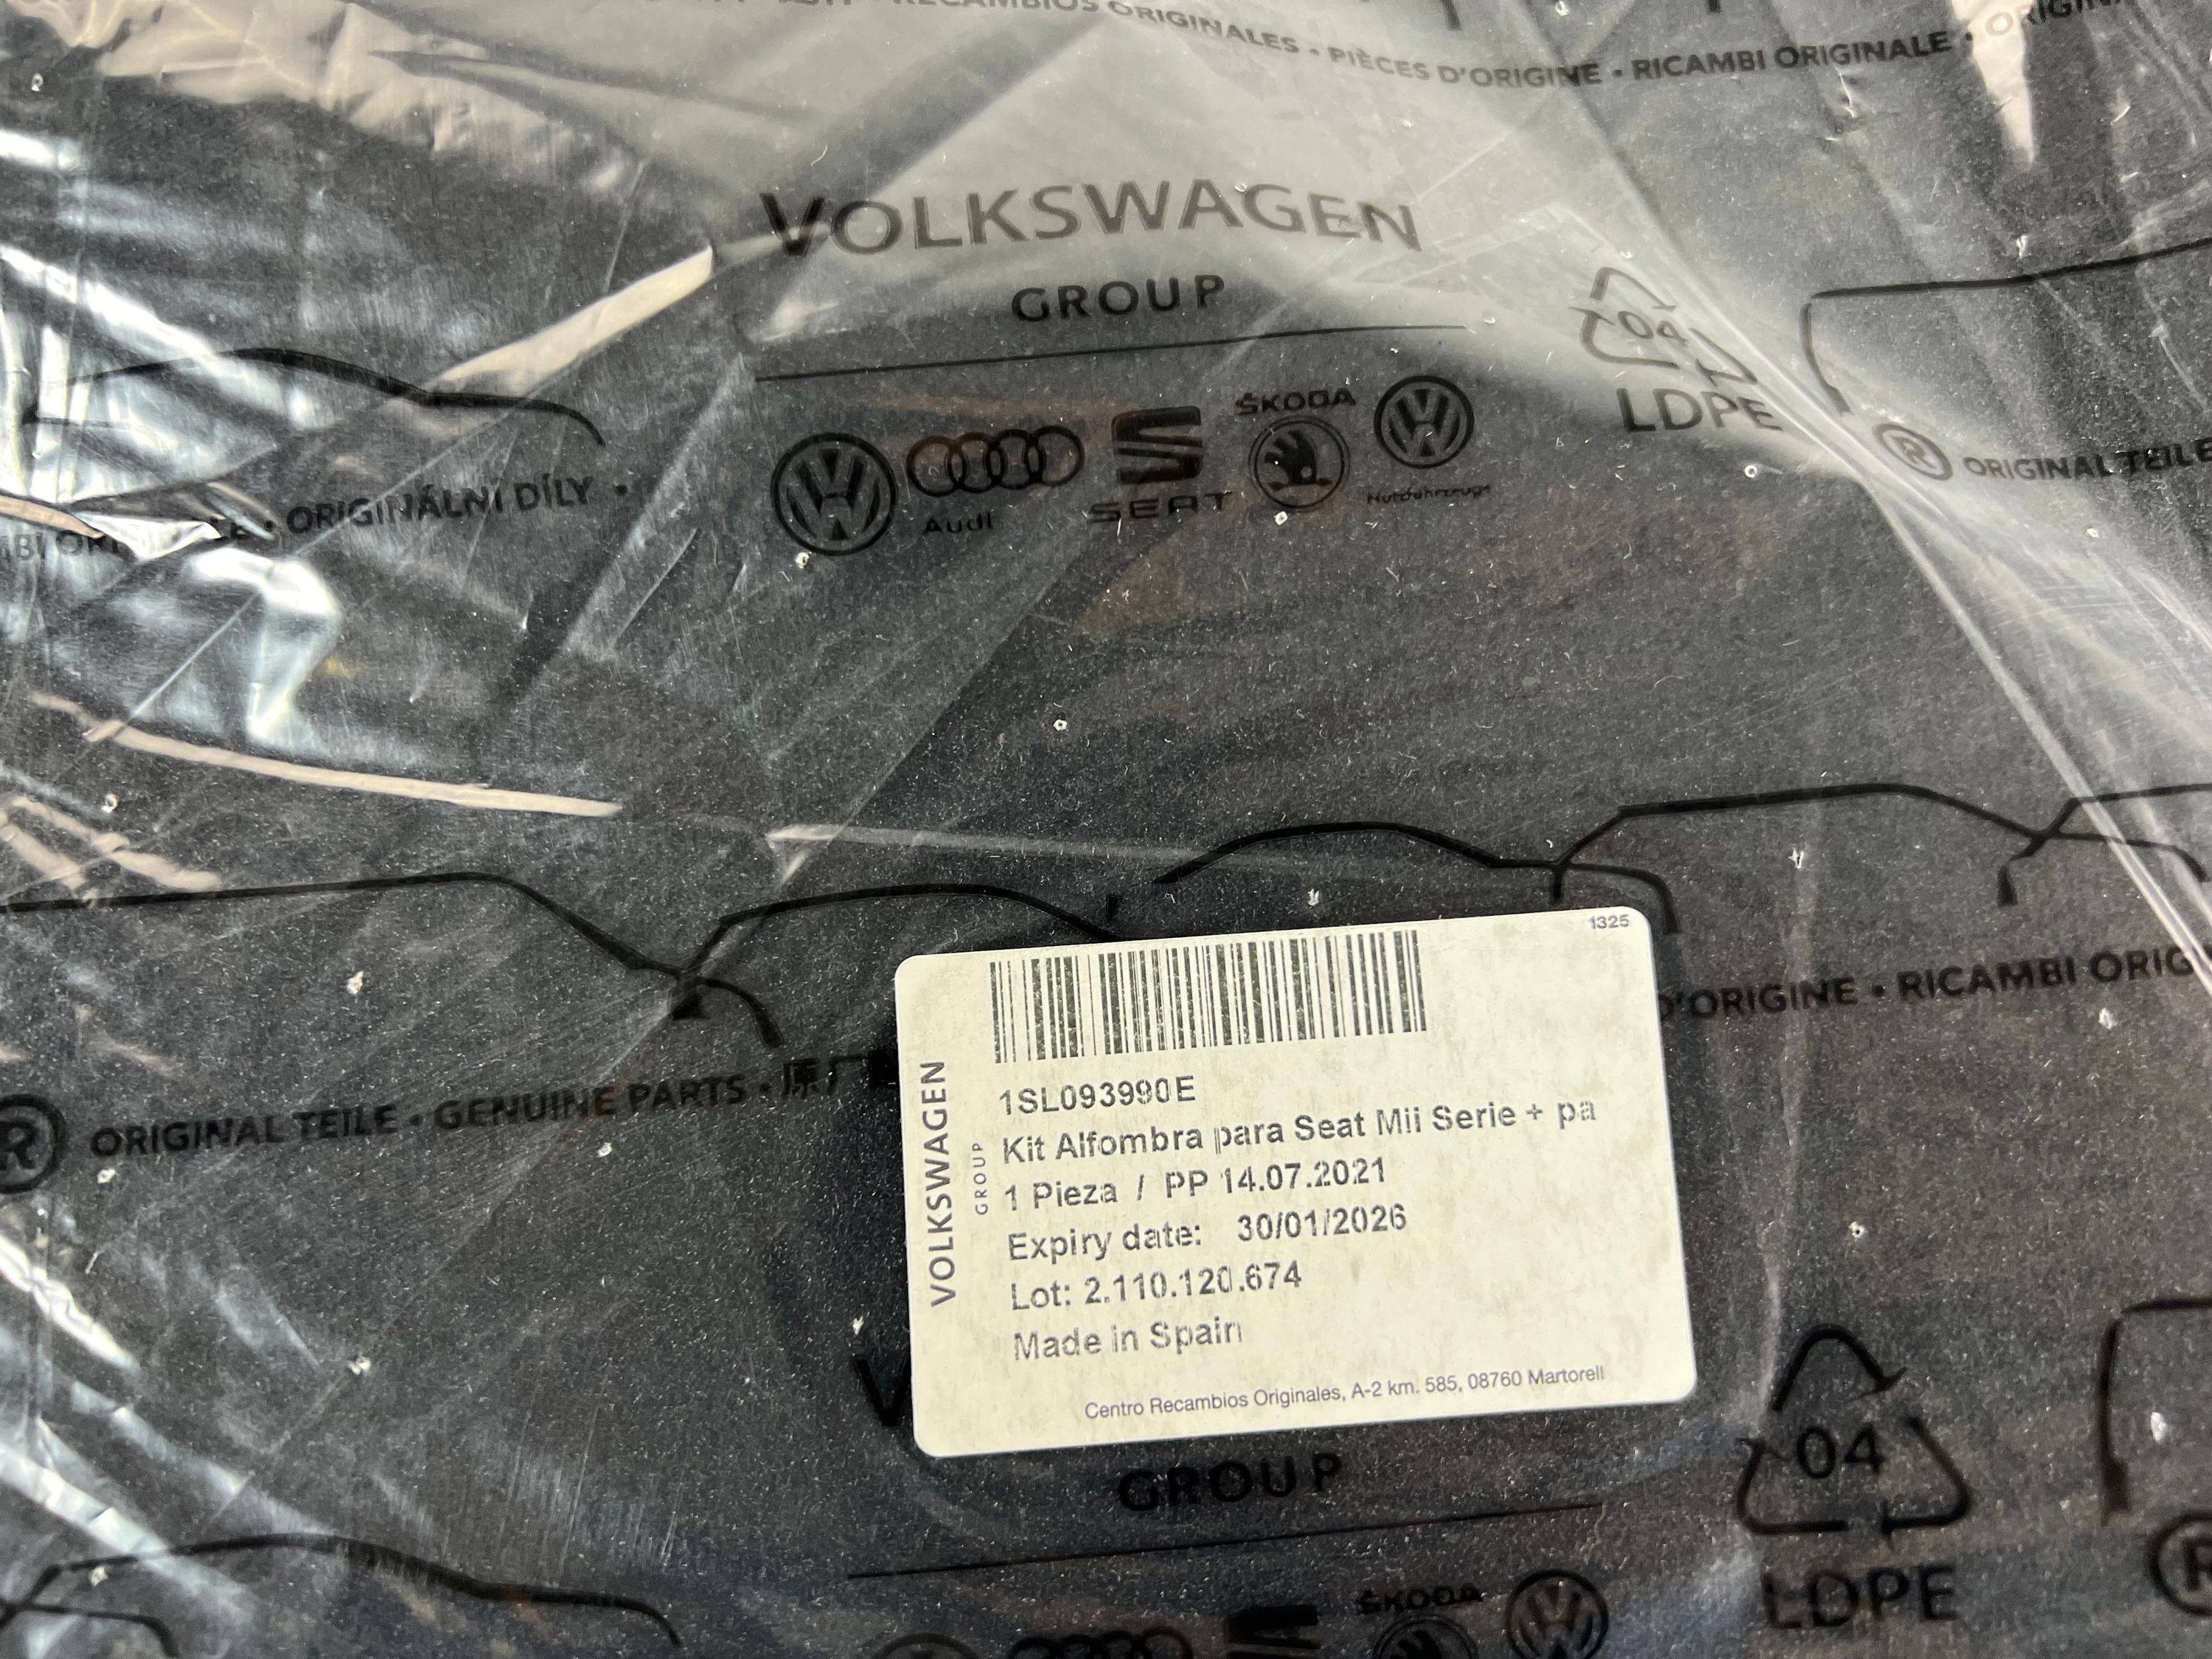 RECAMBIOS ORIGINALES • PIÈCES D'ORIGINE • RICAMBI ORIGINALE •
VOLKSWAGEN
GROUP
04
LDPE
ŠKODA
Audi
SEAT
Nutzfahrzeuge
• ORIGINÁLNÍ DÍLY •
® ORIGINAL TEILE
1325
D'ORIGINE • RICAMBI ORIG
® ORIGINAL TEILE • GENUINE PARTS • 原厂
VOLKSWAGEN
GROUP
1SL093990E
Kit Alfombra para Seat Mii Serie + pa
1 Pieza / PP 14.07.2021
Expiry date: 30/01/2026
Lot: 2.110.120.674
Made in Spain
Centro Recambios Originales, A-2 km. 585, 08760 Martorell
V
GROUP
04
LDPE
ŠKODA
®